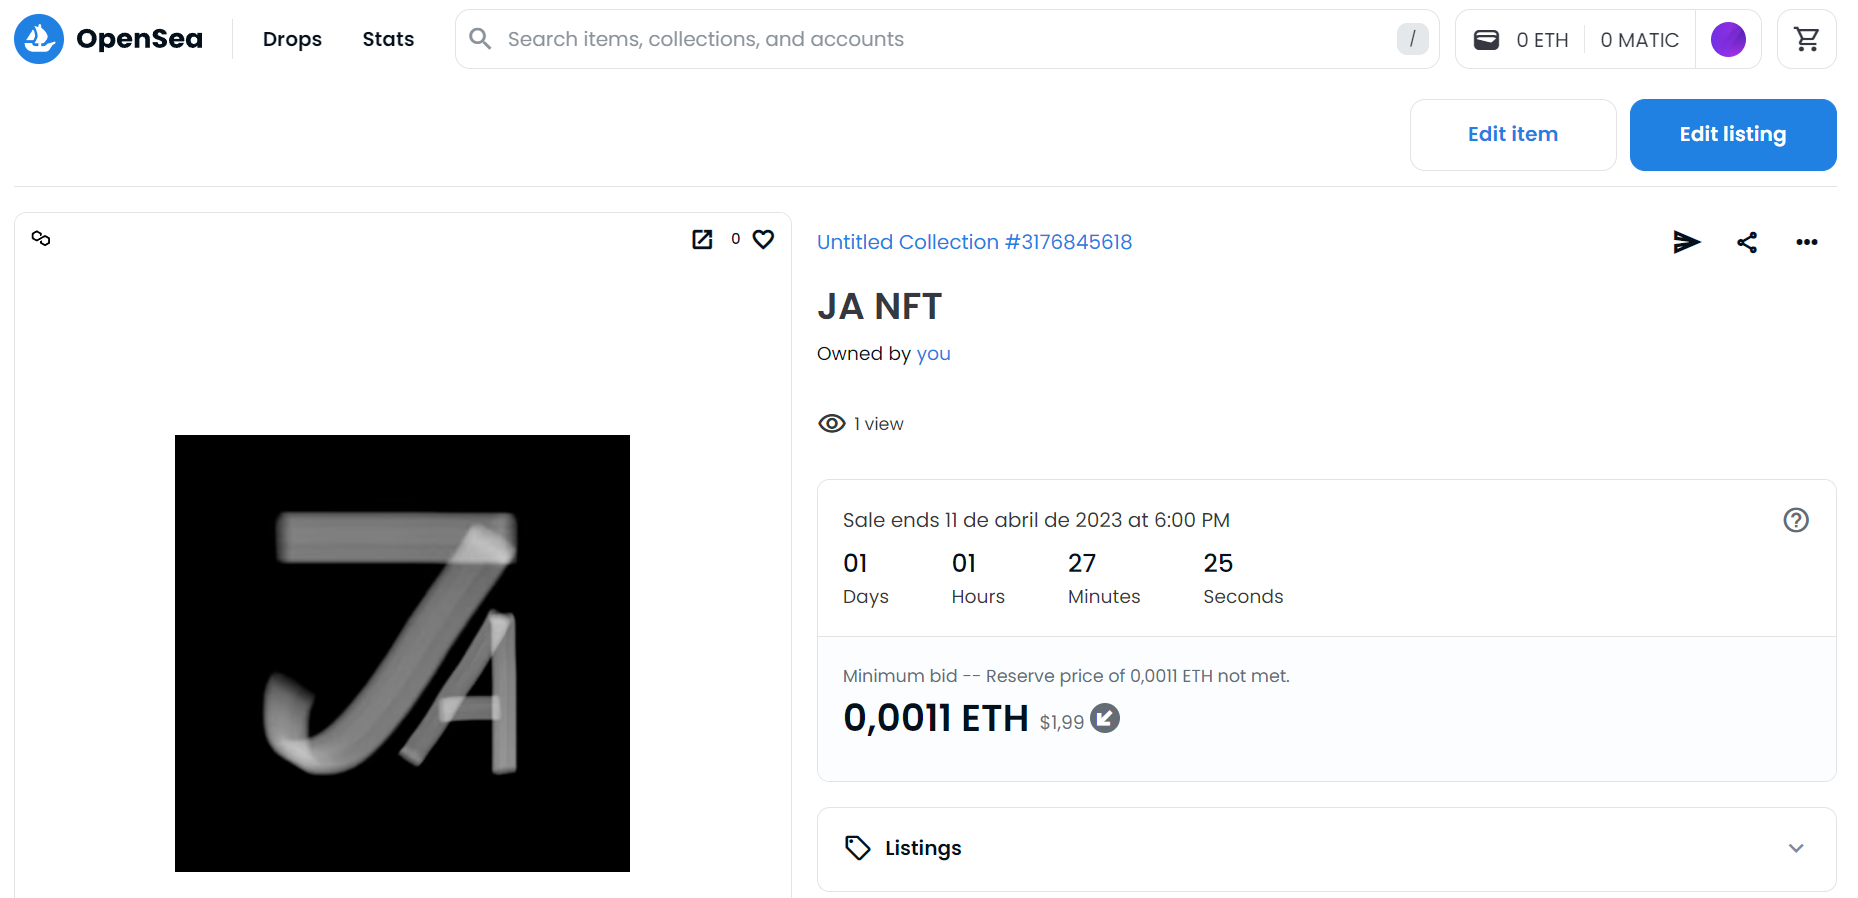 OpenSea
Drops
Stats
Search items, collections, and accounts
/
0 ETH
0 MATIC
Edit item
Edit listing
0
Untitled Collection #3176845618
JA NFT
Owned by you
1 view
Sale ends 11 de abril de 2023 at 6:00 PM
01 01 27 25
Days Hours Minutes Seconds
Minimum bid -- Reserve price of 0,0011 ETH not met.
0,0011 ETH $1,99
JA
Listings